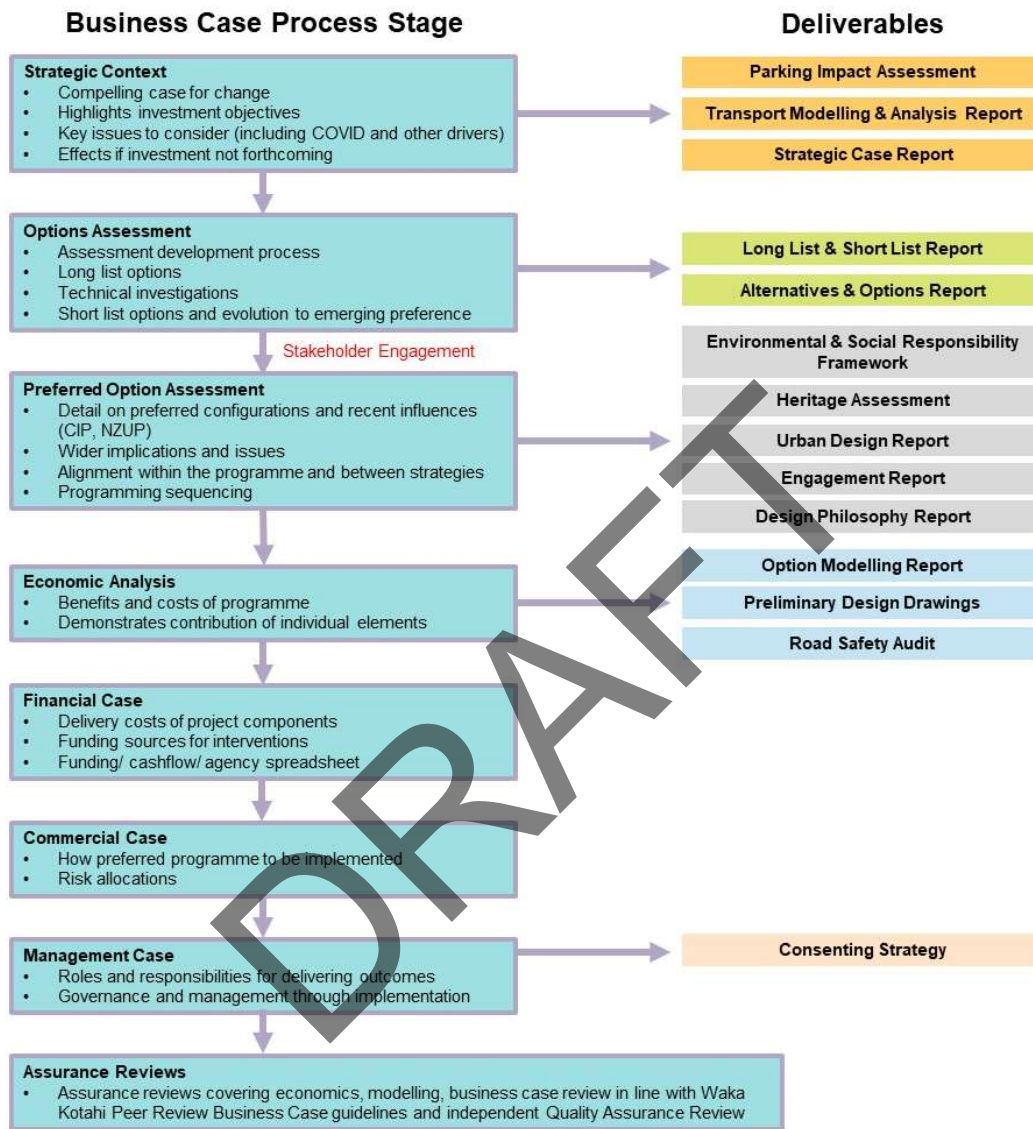 Business Case Process Stage
Deliverables
Strategic Context
• Compelling case for change
• Highlights investment objectives
• Key issues to consider (including COVID and other drivers)
• Effects if investment not forthcoming
Parking Impact Assessment
Transport Modelling & Analysis Report
Strategic Case Report
Options Assessment
• Assessment development process
• Long list options
• Technical investigations
• Short list options and evolution to emerging preference
Long List & Short List Report
Alternatives & Options Report
Stakeholder Engagement
Preferred Option Assessment
• Detail on preferred configurations and recent influences
(CIP, NZUP)
• Wider implications and issues
• Alignment within the programme and between strategies
• Programming sequencing
Environmental & Social Responsibility
Framework
Heritage Assessment
Urban Design Report
Engagement Report
Design Philosophy Report
Economic Analysis
• Benefits and costs of programme
• Demonstrates contribution of individual elements
Option Modelling Report
Preliminary Design Drawings
Road Safety Audit
Financial Case
• Delivery costs of project components
• Funding sources for interventions
• Funding/ cashflow/ agency spreadsheet
Commercial Case
• How preferred programme to be implemented
• Risk allocations
Management Case
• Roles and responsibilities for delivering outcomes
• Governance and management through implementation
Consenting Strategy
Assurance Reviews
• Assurance reviews covering economics, modelling, business case review in line with Waka
Kotahi Peer Review Business Case guidelines and independent Quality Assurance Review
DRAFT